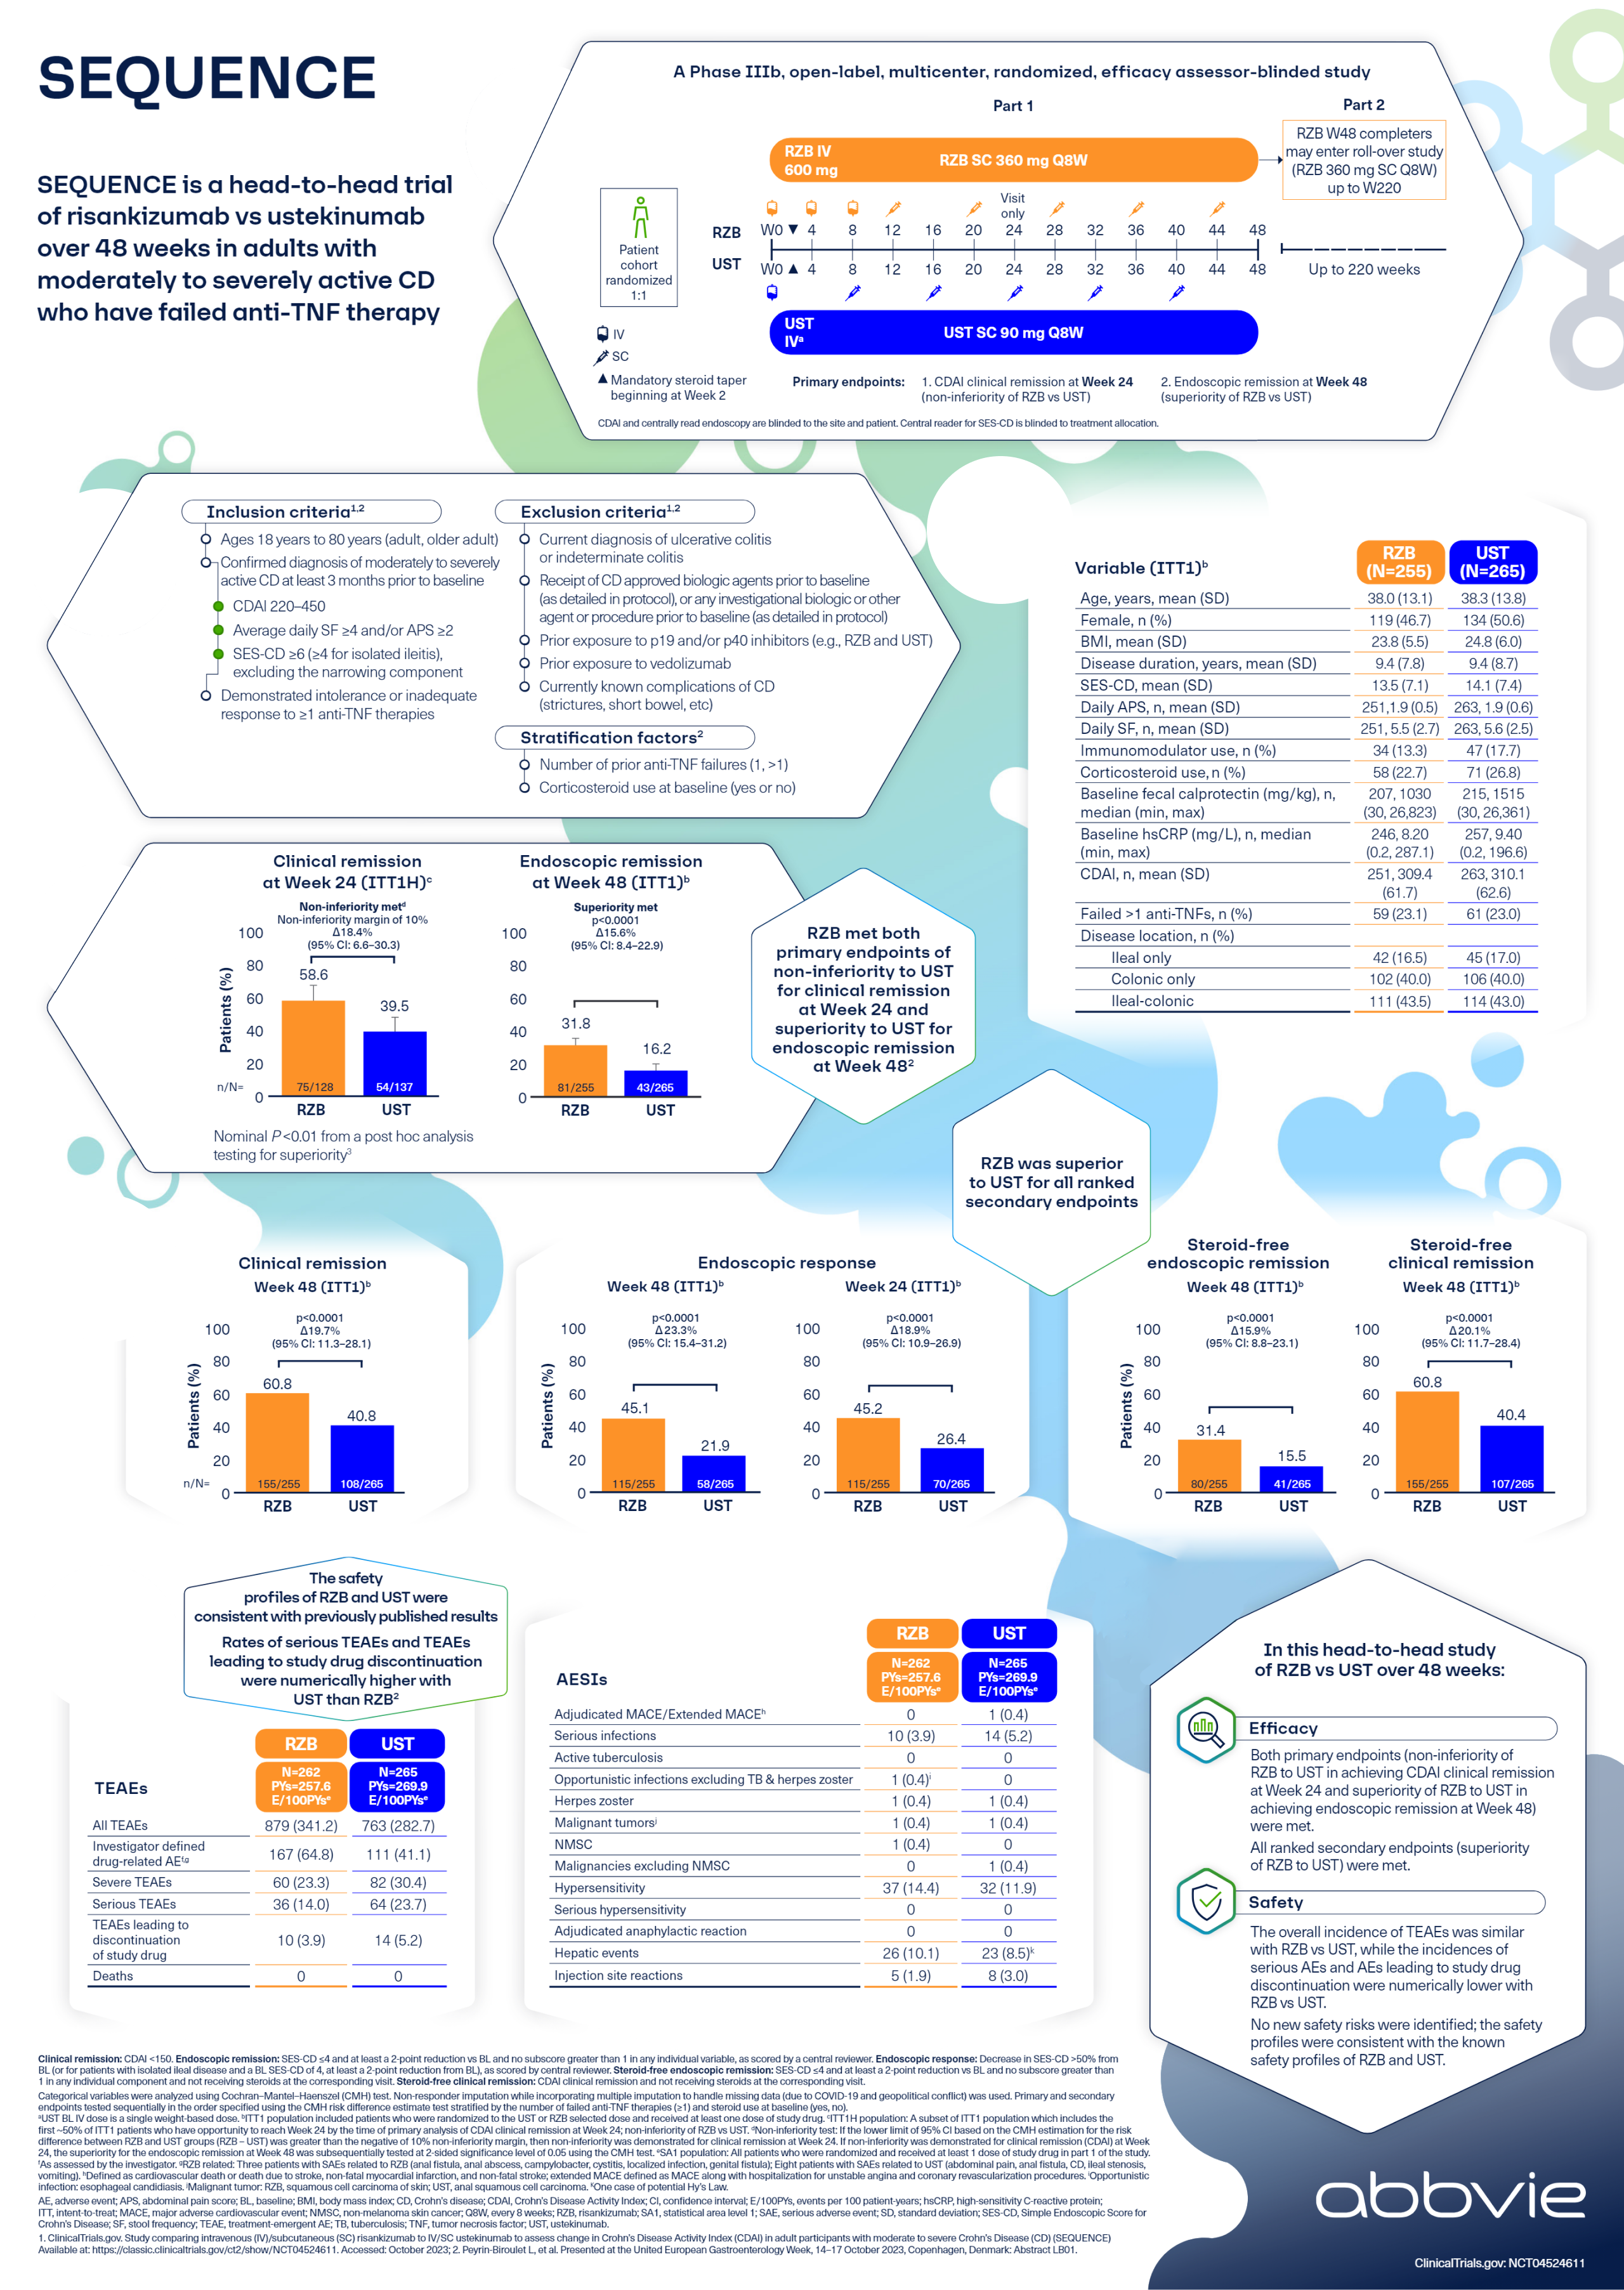 SEQUENCE
SEQUENCE is a head-to-head trial
of risankizumab vs ustekinumab
over 48 weeks in adults with
moderately to severely active CD
who have failed anti-TNF therapy
A Phase IIIb, open-label, multicenter, randomized, efficacy assessor-blinded study
Part 1
Part 2
RZB IV
600 mg
RZB SC 360 mg Q8W
RZB W48 completers
may enter roll-over study
(RZB 360 mg SC Q8W)
up to W220
Patient
cohort
randomized
1:1
Visit
only
RZB W0 ▼ 4 8 12 16 20 24 28 32 36 40 44 48
UST W0 ▲ 4 8 12 16 20 24 28 32 36 40 44 48
Up to 220 weeks
UST
IVᵃ
UST SC 90 mg Q8W
IV
SC
▲ Mandatory steroid taper
beginning at Week 2
Primary endpoints:
1. CDAI clinical remission at Week 24
(non-inferiority of RZB vs UST)
2. Endoscopic remission at Week 48
(superiority of RZB vs UST)
CDAI and centrally read endoscopy are blinded to the site and patient. Central reader for SES-CD is blinded to treatment allocation.
Inclusion criteria¹,²
Ages 18 years to 80 years (adult, older adult)
Confirmed diagnosis of moderately to severely
active CD at least 3 months prior to baseline
CDAI 220–450
Average daily SF ≥4 and/or APS ≥2
SES-CD ≥6 (≥4 for isolated ileitis),
excluding the narrowing component
Demonstrated intolerance or inadequate
response to ≥1 anti-TNF therapies
Exclusion criteria¹,²
Current diagnosis of ulcerative colitis
or indeterminate colitis
Receipt of CD approved biologic agents prior to baseline
(as detailed in protocol), or any investigational biologic or other
agent or procedure prior to baseline (as detailed in protocol)
Prior exposure to p19 and/or p40 inhibitors (e.g., RZB and UST)
Prior exposure to vedolizumab
Currently known complications of CD
(strictures, short bowel, etc)
Stratification factors²
Number of prior anti-TNF failures (1, >1)
Corticosteroid use at baseline (yes or no)
Variable (ITT1)ᵇ
RZB
(N=255)
UST
(N=265)
Age, years, mean (SD) 38.0 (13.1) 38.3 (13.8)
Female, n (%) 119 (46.7) 134 (50.6)
BMI, mean (SD) 23.8 (5.5) 24.8 (6.0)
Disease duration, years, mean (SD) 9.4 (7.8) 9.4 (8.7)
SES-CD, mean (SD) 13.5 (7.1) 14.1 (7.4)
Daily APS, n, mean (SD) 251,1.9 (0.5) 263, 1.9 (0.6)
Daily SF, n, mean (SD) 251, 5.5 (2.7) 263, 5.6 (2.5)
Immunomodulator use, n (%) 34 (13.3) 47 (17.7)
Corticosteroid use, n (%) 58 (22.7) 71 (26.8)
Baseline fecal calprotectin (mg/kg), n, 207, 1030 215, 1515
median (min, max) (30, 26,823) (30, 26,361)
Baseline hsCRP (mg/L), n, median 246, 8.20 257, 9.40
(min, max) (0.2, 287.1) (0.2, 196.6)
CDAI, n, mean (SD) 251, 309.4 263, 310.1
(61.7) (62.6)
Failed >1 anti-TNFs, n (%) 59 (23.1) 61 (23.0)
Disease location, n (%)
Ileal only 42 (16.5) 45 (17.0)
Colonic only 102 (40.0) 106 (40.0)
Ileal-colonic 111 (43.5) 114 (43.0)
Clinical remission
at Week 24 (ITT1H)ᶜ
Non-inferiority metᵈ
Non-inferiority margin of 10%
Δ18.4%
(95% CI: 6.6–30.3)
Patients (%)
100
80
60
40
20
0
58.6
39.5
n/N=
75/128
54/137
RZB
UST
Nominal P<0.01 from a post hoc analysis
testing for superiority³
Endoscopic remission
at Week 48 (ITT1)ᵇ
Superiority met
p<0.0001
Δ15.6%
(95% CI: 8.4–22.9)
100
80
60
40
20
0
31.8
16.2
81/255
43/265
RZB
UST
RZB met both
primary endpoints of
non-inferiority to UST
for clinical remission
at Week 24 and
superiority to UST for
endoscopic remission
at Week 48²
RZB was superior
to UST for all ranked
secondary endpoints
Clinical remission
Week 48 (ITT1)ᵇ
p<0.0001
Δ19.7%
(95% CI: 11.3–28.1)
Patients (%)
100
80
60
40
20
0
60.8
40.8
n/N=
155/255
108/265
RZB
UST
Endoscopic response
Week 48 (ITT1)ᵇ
p<0.0001
Δ23.3%
(95% CI: 15.4–31.2)
Patients (%)
100
80
60
40
20
0
45.1
21.9
115/255
58/265
RZB
UST
Week 24 (ITT1)ᵇ
p<0.0001
Δ18.9%
(95% CI: 10.9–26.9)
100
80
60
40
20
0
45.2
26.4
115/255
70/265
RZB
UST
Steroid-free
endoscopic remission
Week 48 (ITT1)ᵇ
p<0.0001
Δ15.9%
(95% CI: 8.8–23.1)
Patients (%)
100
80
60
40
20
0
31.4
15.5
80/255
41/265
RZB
UST
Steroid-free
clinical remission
Week 48 (ITT1)ᵇ
p<0.0001
Δ20.1%
(95% CI: 11.7–28.4)
100
80
60
40
20
0
60.8
40.4
155/255
107/265
RZB
UST
The safety
profiles of RZB and UST were
consistent with previously published results
Rates of serious TEAEs and TEAEs
leading to study drug discontinuation
were numerically higher with
UST than RZB²
TEAEs
RZB
N=262
PYs=257.6
E/100PYsᵉ
UST
N=265
PYs=269.9
E/100PYsᵉ
All TEAEs 879 (341.2) 763 (282.7)
Investigator defined
drug-related AEᶠ,ᵍ 167 (64.8) 111 (41.1)
Severe TEAEs 60 (23.3) 82 (30.4)
Serious TEAEs 36 (14.0) 64 (23.7)
TEAEs leading to
discontinuation 10 (3.9) 14 (5.2)
of study drug
Deaths 0 0
AESIs
RZB
N=262
PYs=257.6
E/100PYsᵉ
UST
N=265
PYs=269.9
E/100PYsᵉ
Adjudicated MACE/Extended MACEʰ 0 1 (0.4)
Serious infections 10 (3.9) 14 (5.2)
Active tuberculosis 0 0
Opportunistic infections excluding TB & herpes zoster 1 (0.4)ⁱ 0
Herpes zoster 1 (0.4) 1 (0.4)
Malignant tumorsʲ 1 (0.4) 1 (0.4)
NMSC 1 (0.4) 0
Malignancies excluding NMSC 0 1 (0.4)
Hypersensitivity 37 (14.4) 32 (11.9)
Serious hypersensitivity 0 0
Adjudicated anaphylactic reaction 0 0
Hepatic events 26 (10.1) 23 (8.5)ᵏ
Injection site reactions 5 (1.9) 8 (3.0)
In this head-to-head study
of RZB vs UST over 48 weeks:
Efficacy
Both primary endpoints (non-inferiority of
RZB to UST in achieving CDAI clinical remission
at Week 24 and superiority of RZB to UST in
achieving endoscopic remission at Week 48)
were met.
All ranked secondary endpoints (superiority
of RZB to UST) were met.
Safety
The overall incidence of TEAEs was similar
with RZB vs UST, while the incidences of
serious AEs and AEs leading to study drug
discontinuation were numerically lower with
RZB vs UST.
No new safety risks were identified; the safety
profiles were consistent with the known
safety profiles of RZB and UST.
Clinical remission: CDAI <150. Endoscopic remission: SES-CD ≤4 and at least a 2-point reduction vs BL and no subscore greater than 1 in any individual variable, as scored by a central reviewer. Endoscopic response: Decrease in SES-CD >50% from
BL (or for patients with isolated ileal disease and a BL SES-CD of 4, at least a 2-point reduction from BL), as scored by central reviewer. Steroid-free endoscopic remission: SES-CD ≤4 and at least a 2-point reduction vs BL and no subscore greater than
1 in any individual component and not receiving steroids at the corresponding visit. Steroid-free clinical remission: CDAI clinical remission and not receiving steroids at the corresponding visit.
Categorical variables were analyzed using Cochran–Mantel–Haenszel (CMH) test. Non-responder imputation while incorporating multiple imputation to handle missing data (due to COVID-19 and geopolitical conflict) was used. Primary and secondary
endpoints tested sequentially in the order specified using the CMH risk difference estimate test stratified by the number of failed anti-TNF therapies (≥1) and steroid use at baseline (yes, no).
ᵃUST BL IV dose is a single weight-based dose. ᵇITT1 population included patients who were randomized to the UST or RZB selected dose and received at least one dose of study drug. ᶜITT1H population: A subset of ITT1 population which includes the
first ~50% of ITT1 patients who have opportunity to reach Week 24 by the time of primary analysis of CDAI clinical remission at Week 24; non-inferiority of RZB vs UST. ᵈNon-inferiority test: If the lower limit of 95% CI based on the CMH estimation for the risk
difference between RZB and UST groups (RZB – UST) was greater than the negative of 10% non-inferiority margin, then non-inferiority was demonstrated for clinical remission at Week 24. If non-inferiority was demonstrated for clinical remission (CDAI) at Week
24, the superiority for the endoscopic remission at Week 48 was subsequently tested at 2-sided significance level of 0.05 using the CMH test. ᵉSA1 population: All patients who were randomized and received at least 1 dose of study drug in part 1 of the study.
ᶠAs assessed by the investigator. ᵍRZB related: Three patients with SAEs related to RZB (anal fistula, anal abscess, campylobacter, cystitis, localized infection, genital fistula); Eight patients with SAEs related to UST (abdominal pain, anal fistula, CD, ileal stenosis,
vomiting). ʰDefined as cardiovascular death or death due to stroke, non-fatal myocardial infarction, and non-fatal stroke; extended MACE defined as MACE along with hospitalization for unstable angina and coronary revascularization procedures. ⁱOpportunistic
infection: esophageal candidiasis. ʲMalignant tumor: RZB, squamous cell carcinoma of skin; UST, anal squamous cell carcinoma. ᵏOne case of potential Hy's Law.
AE, adverse event; APS, abdominal pain score; BL, baseline; BMI, body mass index; CD, Crohn's disease; CDAI, Crohn's Disease Activity Index; CI, confidence interval; E/100PYs, events per 100 patient-years; hsCRP, high-sensitivity C-reactive protein;
ITT, intent-to-treat; MACE, major adverse cardiovascular event; NMSC, non-melanoma skin cancer; Q8W, every 8 weeks; RZB, risankizumab; SA1, statistical area level 1; SAE, serious adverse event; SD, standard deviation; SES-CD, Simple Endoscopic Score for
Crohn's Disease; SF, stool frequency; TEAE, treatment-emergent AE; TB, tuberculosis; TNF, tumor necrosis factor; UST, ustekinumab.
1. ClinicalTrials.gov. Study comparing intravenous (IV)/subcutaneous (SC) risankizumab to IV/SC ustekinumab to assess change in Crohn's Disease Activity Index (CDAI) in adult participants with moderate to severe Crohn's Disease (CD) (SEQUENCE)
Available at: https://classic.clinicaltrials.gov/ct2/show/NCT04524611. Accessed: October 2023; 2. Peyrin-Biroulet L, et al. Presented at the United European Gastroenterology Week, 14–17 October 2023, Copenhagen, Denmark: Abstract LB01.
abbvie
ClinicalTrials.gov: NCT04524611